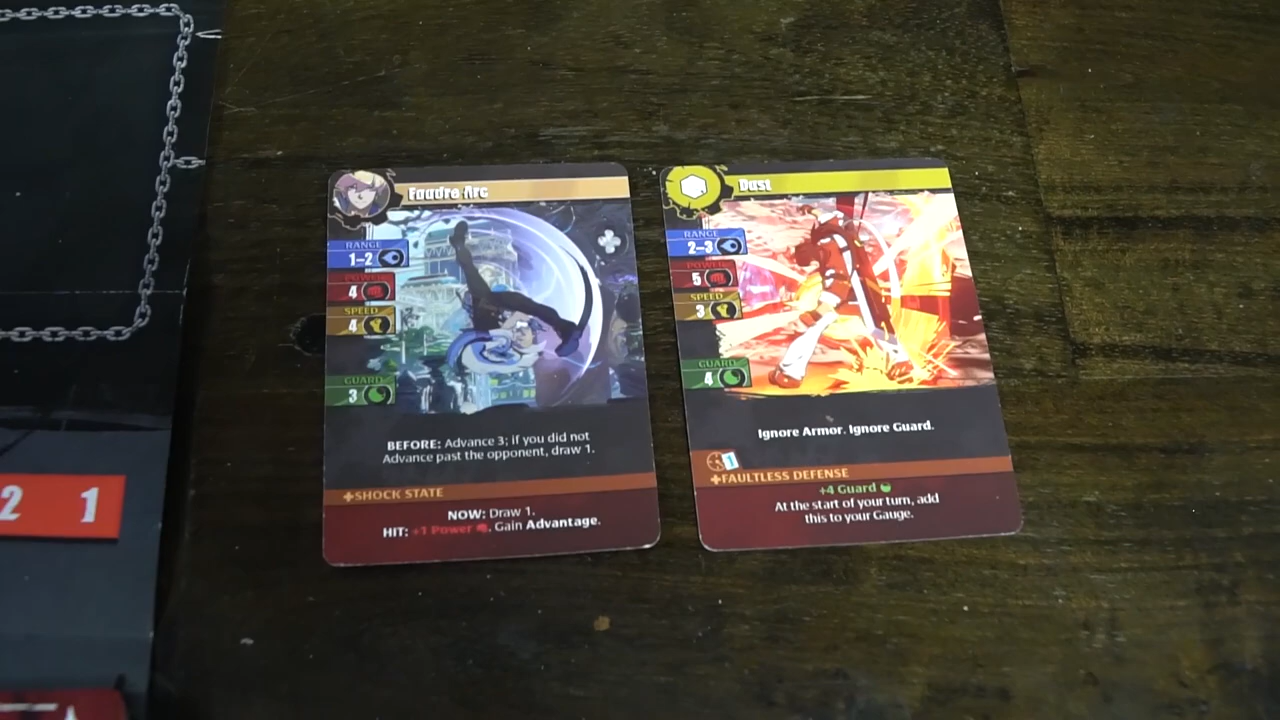 Foudre Arc
RANGE
1–2
POWER
4
SPEED
4
GUARD
3
BEFORE: Advance 3; if you did not
Advance past the opponent, draw 1.
+SHOCK STATE
NOW: Draw 1.
HIT: +1 Power. Gain Advantage.
Dust
RANGE
2–3
POWER
5
SPEED
3
GUARD
4
Ignore Armor. Ignore Guard.
1
+FAULTLESS DEFENSE
+4 Guard
At the start of your turn, add
this to your Gauge.
2 1